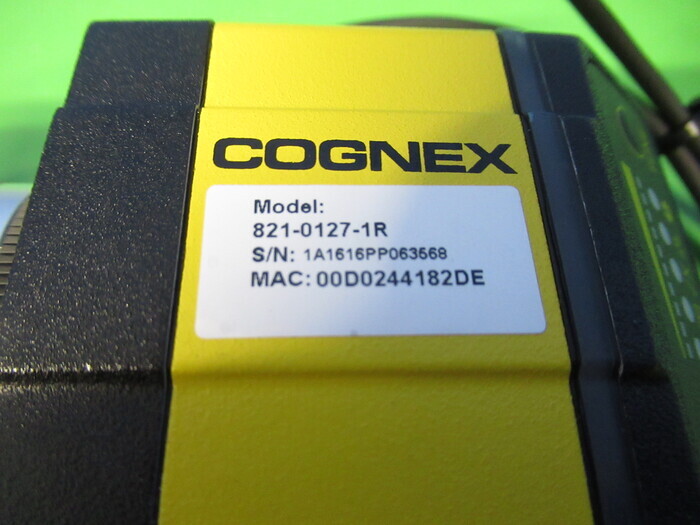 COGNEX
Model:
821-0127-1R
S/N: 1A1616PP063568
MAC: 00D0244182DE